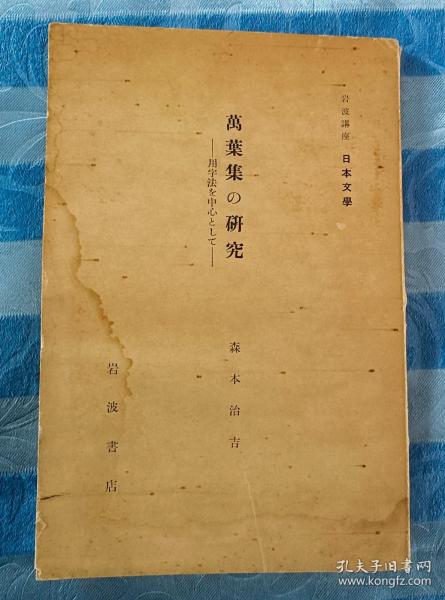 岩波講座 日本文學
萬葉集の研究
──用字法を中心として──
森本治吉
岩波書店
孔夫子旧书网
www.kongfz.com